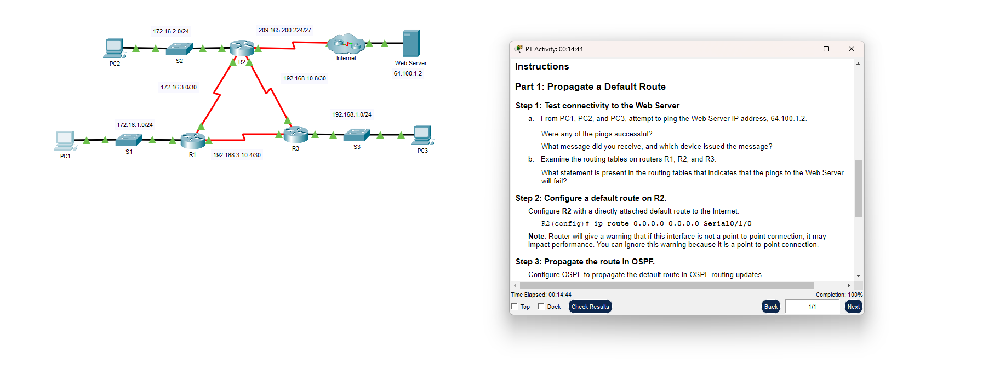 172.16.2.0/24
209.165.200.224/27
PC2
S2
R2
Internet
Web Server
64.100.1.2
172.16.3.0/30
192.168.10.8/30
172.16.1.0/24
192.168.1.0/24
PC1
S1
R1
192.168.3.10.4/30
R3
S3
PC3
PT Activity: 00:14:44
Instructions
Part 1: Propagate a Default Route
Step 1: Test connectivity to the Web Server
a. From PC1, PC2, and PC3, attempt to ping the Web Server IP address, 64.100.1.2.
Were any of the pings successful?
What message did you receive, and which device issued the message?
b. Examine the routing tables on routers R1, R2, and R3.
What statement is present in the routing tables that indicates that the pings to the Web Server
will fail?
Step 2: Configure a default route on R2.
Configure R2 with a directly attached default route to the Internet.
R2(config)# ip route 0.0.0.0 0.0.0.0 Serial0/1/0
Note: Router will give a warning that if this interface is not a point-to-point connection, it may
impact performance. You can ignore this warning because it is a point-to-point connection.
Step 3: Propagate the route in OSPF.
Configure OSPF to propagate the default route in OSPF routing updates.
Time Elapsed: 00:14:44
Completion: 100%
Top
Dock
Check Results
Back
1/1
Next